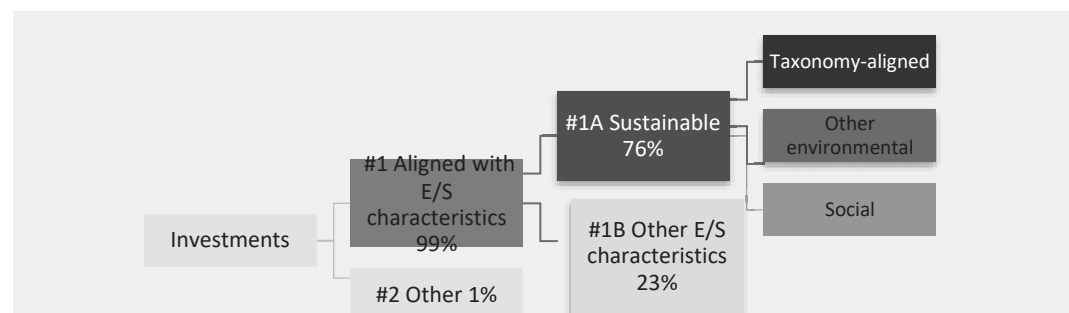 Taxonomy-aligned
#1A Sustainable
76%
Other
environmental
#1 Aligned with
E/S
characteristics
99%
Social
Investments
#1B Other E/S
characteristics
23%
#2 Other 1%